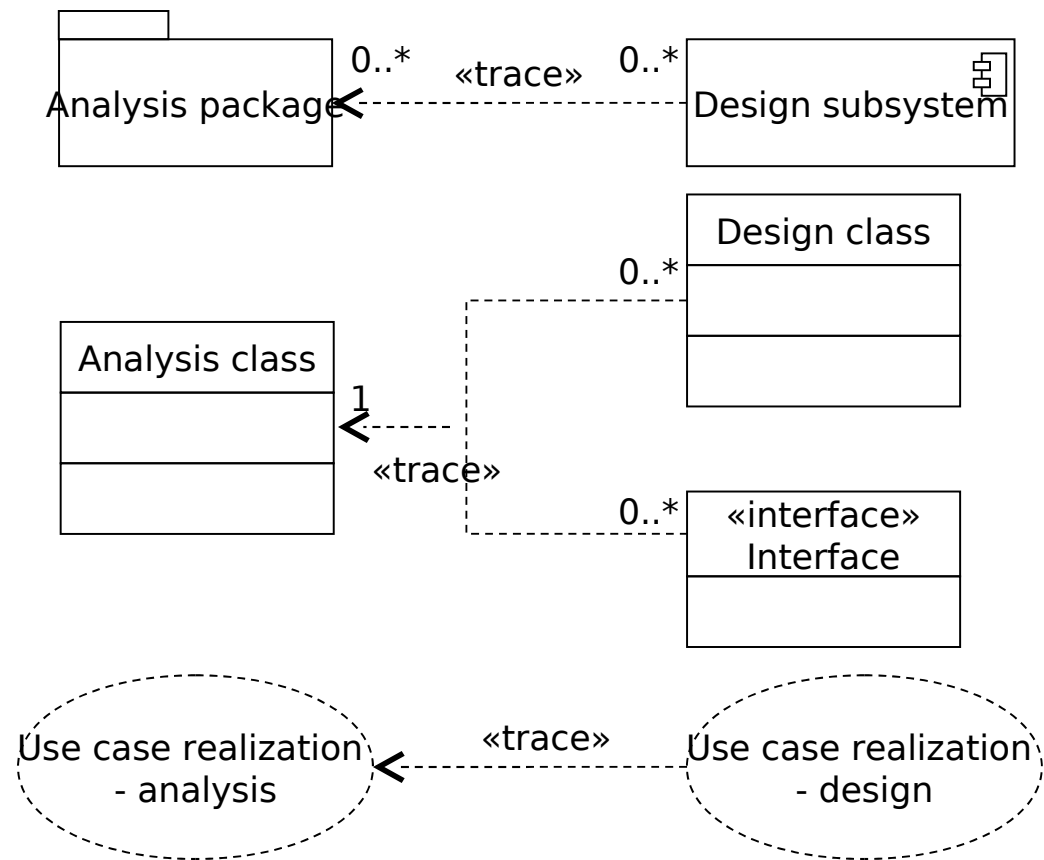 0..*
«trace»
0..*
Analysis package
Design subsystem
Design class
0..*
Analysis class
1
«trace»
0..*
«interface»
Interface
«trace»
Use case realization
- analysis
Use case realization
- design